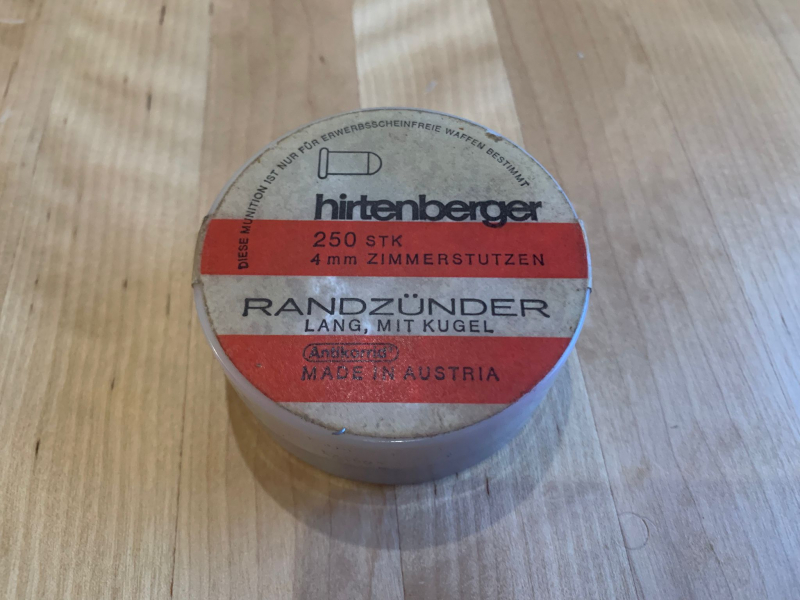 DIESE MUNITION IST NUR FÜR ERWERBSSCHEINFREIE WAFFEN BESTIMMT
hirtenberger
250 STK
4 mm ZIMMERSTUTZEN
RANDZÜNDER
LANG, MIT KUGEL
Antikorrol
MADE IN AUSTRIA